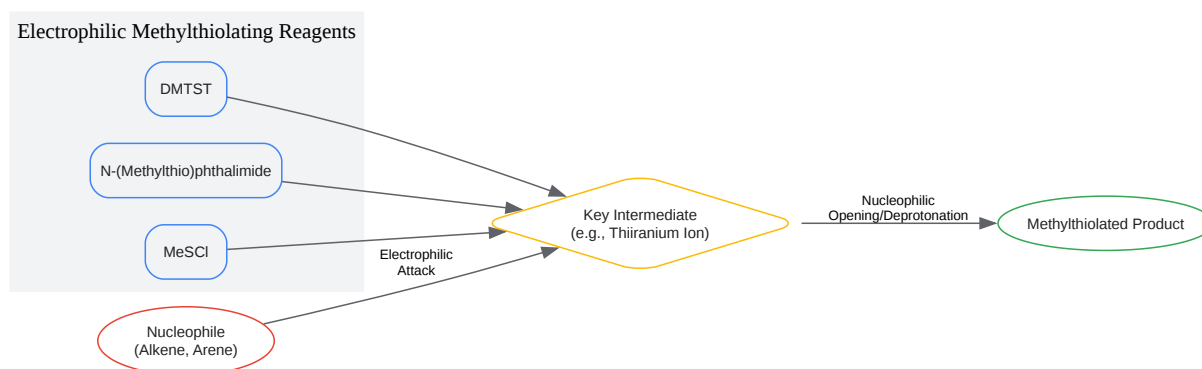 Electrophilic Methylthiolating Reagents
DMTST
N-(Methylthio)phthalimide
MeSCl
Nucleophile
(Alkene, Arene)
Electrophilic
Attack
Key Intermediate
(e.g., Thiiranium Ion)
Nucleophilic
Opening/Deprotonation
Methylthiolated Product